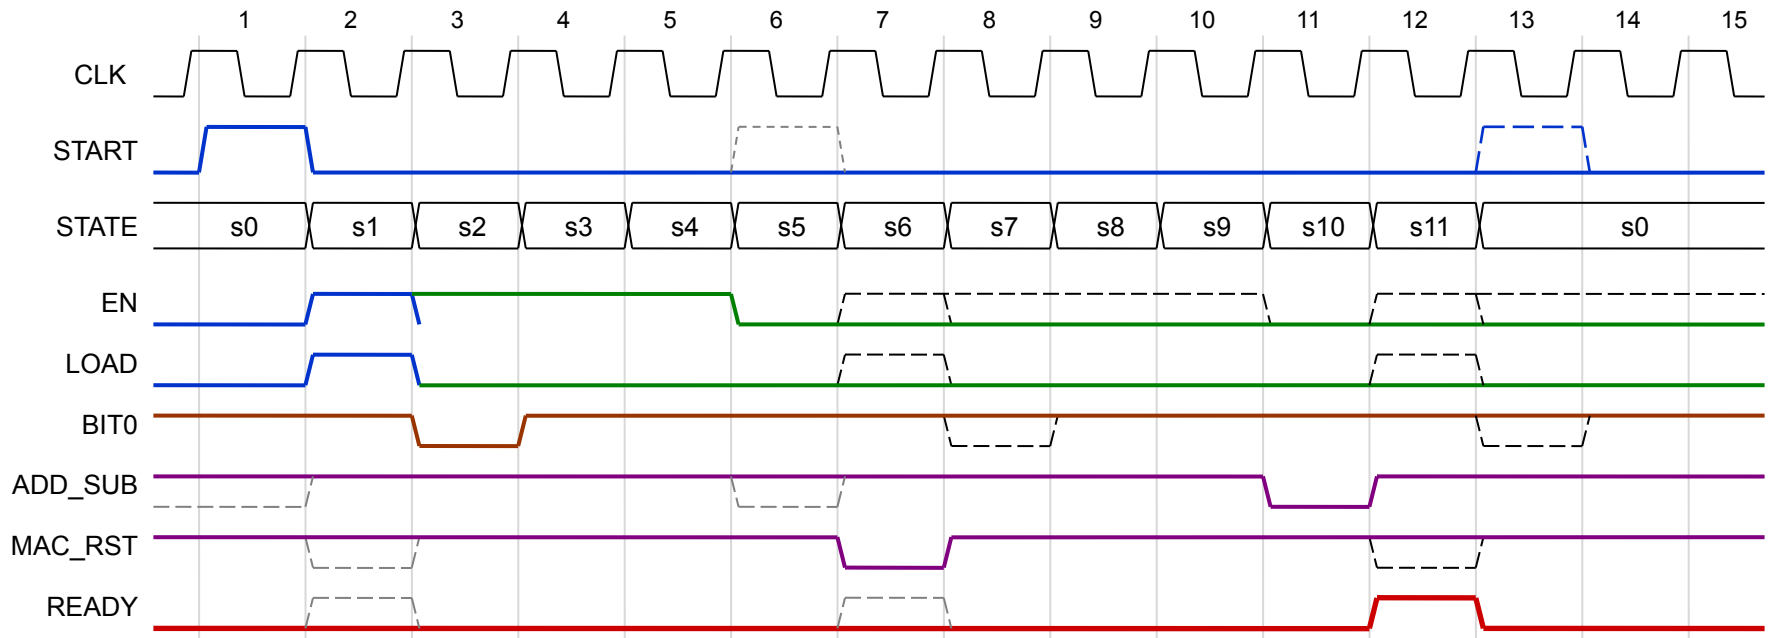 1 2 3 4 5 6 7 8 9 10 11 12 13 14 15
CLK
START
STATE s0 s1 s2 s3 s4 s5 s6 s7 s8 s9 s10 s11 s0
EN
LOAD
BIT0
ADD_SUB
MAC_RST
READY